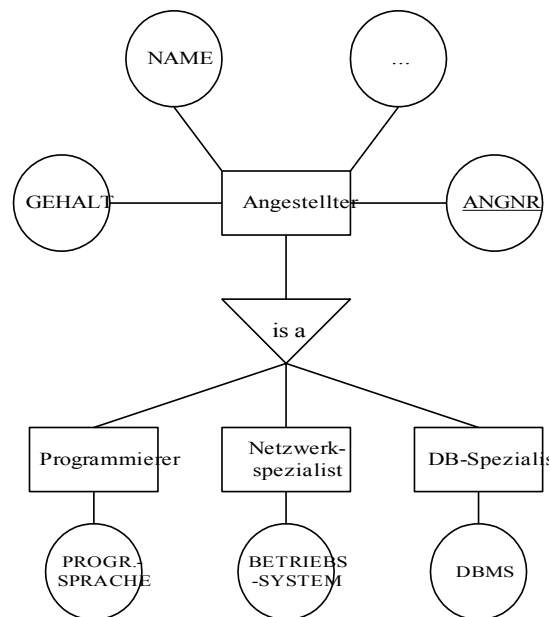 NAME
...
GEHALT
Angestellter
ANGNR
is a
Programmierer
Netzwerk-
spezialist
DB-Spezialis
PROGR.-
SPRACHE
BETRIEBS
-SYSTEM
DBMS